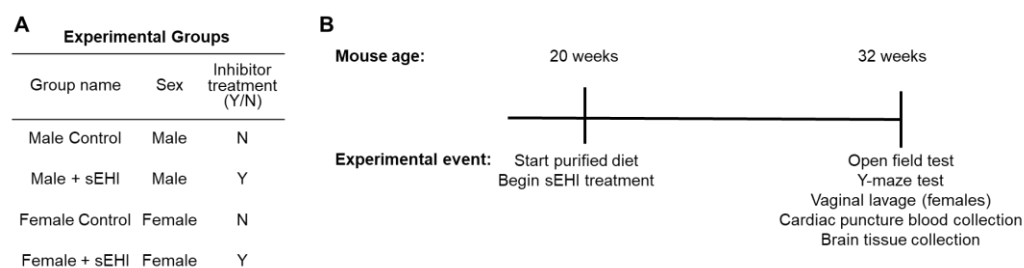 A
Experimental Groups
Group name Sex Inhibitor treatment (Y/N)
Male Control Male N
Male + sEHI Male Y
Female Control Female N
Female + sEHI Female Y
B
Mouse age: 20 weeks 32 weeks
Experimental event: Start purified diet Open field test
Begin sEHI treatment Y-maze test
Vaginal lavage (females)
Cardiac puncture blood collection
Brain tissue collection